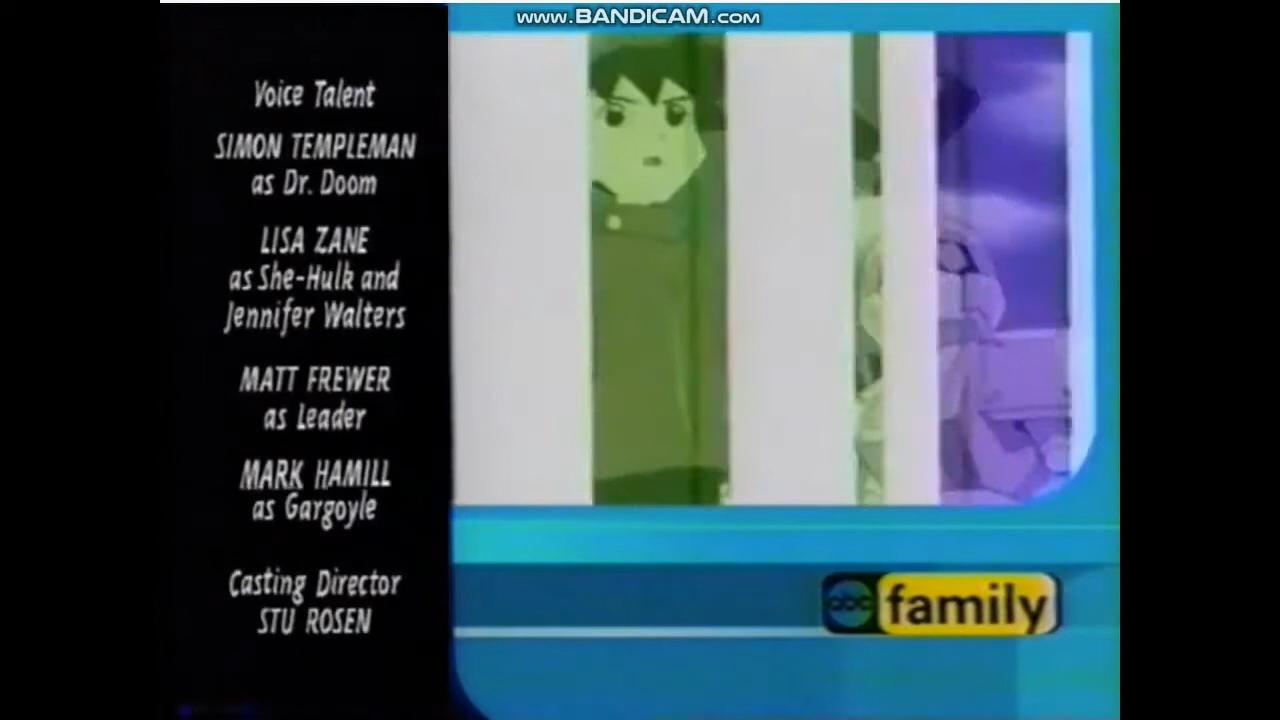 www.BANDICAM.com
Voice Talent
SIMON TEMPLEMAN
as Dr. Doom
LISA ZANE
as She-Hulk and
Jennifer Walters
MATT FREWER
as Leader
MARK HAMILL
as Gargoyle
Casting Director
STU ROSEN
abc family